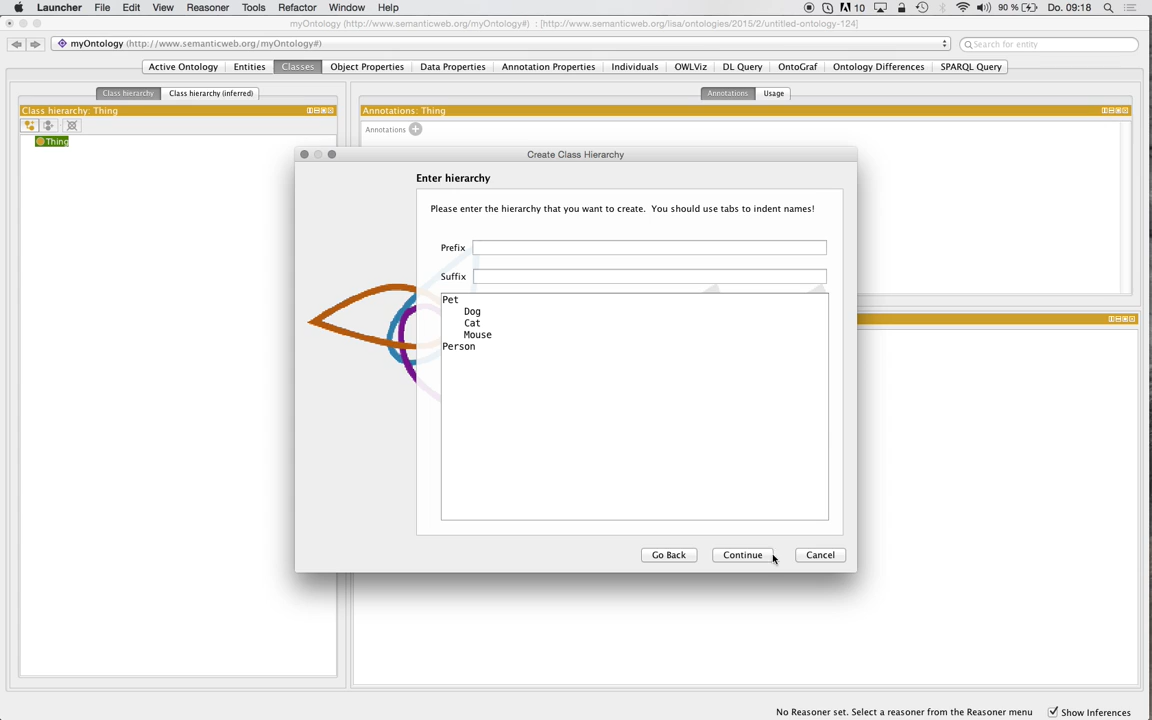 Launcher File Edit View Reasoner Tools Refactor Window Help 10 90 % Do. 09:18
myOntology (http://www.semanticweb.org/myOntology#) : [http://www.semanticweb.org/lisa/ontologies/2015/2/untitled-ontology-124]
myOntology (http://www.semanticweb.org/myOntology#) Search for entity
Active Ontology Entities Classes Object Properties Data Properties Annotation Properties Individuals OWLViz DL Query OntoGraf Ontology Differences SPARQL Query
Class hierarchy Class hierarchy (inferred) Annotations Usage
Class hierarchy: Thing Annotations: Thing
Annotations
Thing
Create Class Hierarchy
Enter hierarchy
Please enter the hierarchy that you want to create. You should use tabs to indent names!
Prefix
Suffix
Pet
Dog
Cat
Mouse
Person
Go Back Continue Cancel
No Reasoner set. Select a reasoner from the Reasoner menu Show Inferences